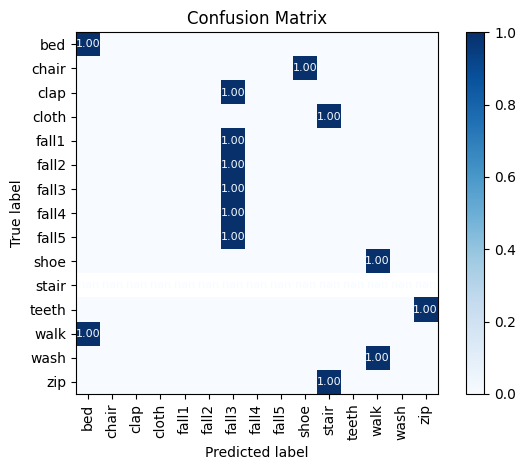 Confusion Matrix
True label
bed 1.00
chair 1.00
clap 1.00
cloth 1.00
fall1 1.00
fall2 1.00
fall3 1.00
fall4 1.00
fall5 1.00
shoe 1.00
stair
teeth 1.00
walk 1.00
wash 1.00
zip 1.00
bed chair clap cloth fall1 fall2 fall3 fall4 fall5 shoe stair teeth walk wash zip
Predicted label
1.0
0.8
0.6
0.4
0.2
0.0